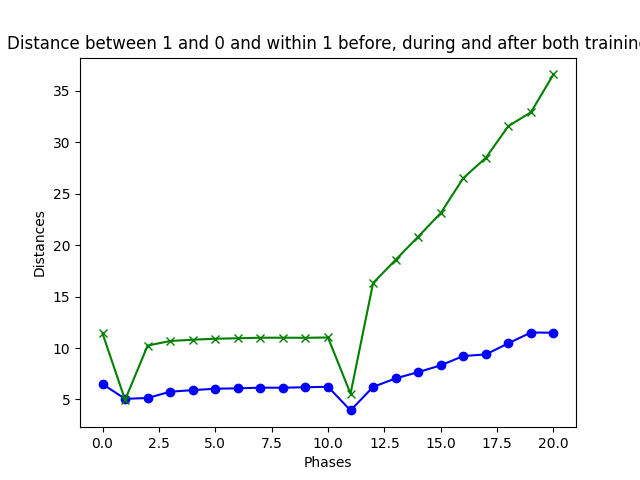 Distance between 1 and 0 and within 1 before, during and after both training
35
30
25
20
15
10
5
Distances
0.0 2.5 5.0 7.5 10.0 12.5 15.0 17.5 20.0
Phases